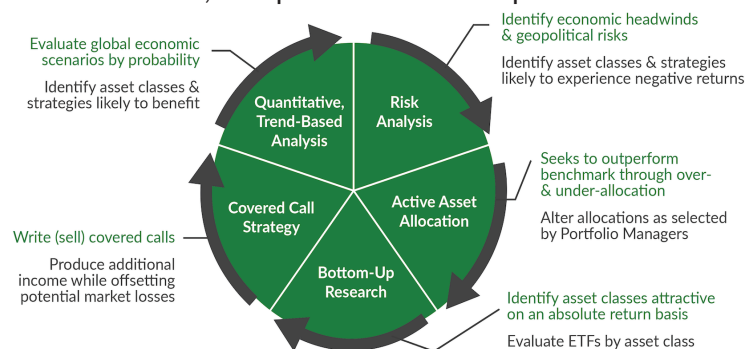 Identify economic headwinds
& geopolitical risks
Identify asset classes & strategies
likely to experience negative returns
Evaluate global economic
scenarios by probability
Identify asset classes &
strategies likely to benefit
Quantitative,
Trend-Based
Analysis
Risk
Analysis
Seeks to outperform
benchmark through over-
& under-allocation
Alter allocations as selected
by Portfolio Managers
Active Asset
Allocation
Covered Call
Strategy
Write (sell) covered calls
Produce additional
income while offsetting
potential market losses
Bottom-Up
Research
Identify asset classes attractive
on an absolute return basis
Evaluate ETFs by asset class